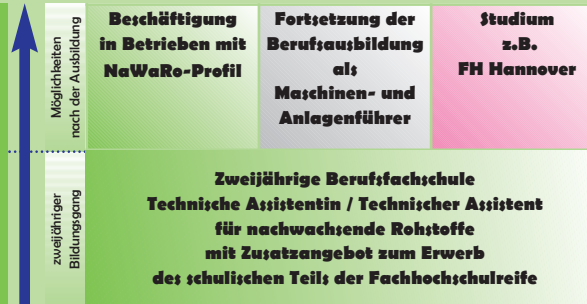 Möglichkeiten
nach der Ausbildung
Beschäftigung
in Betrieben mit
NaWaRo-Profil
Fortsetzung der
Berufsausbildung
als
Maschinen- und
Anlagenführer
Studium
z.B.
FH Hannover
zweijähriger
Bildungsgang
Zweijährige Berufsfachschule
Technische Assistentin / Technischer Assistent
für nachwachsende Rohstoffe
mit Zusatzangebot zum Erwerb
des schulischen Teils der Fachhochschulreife